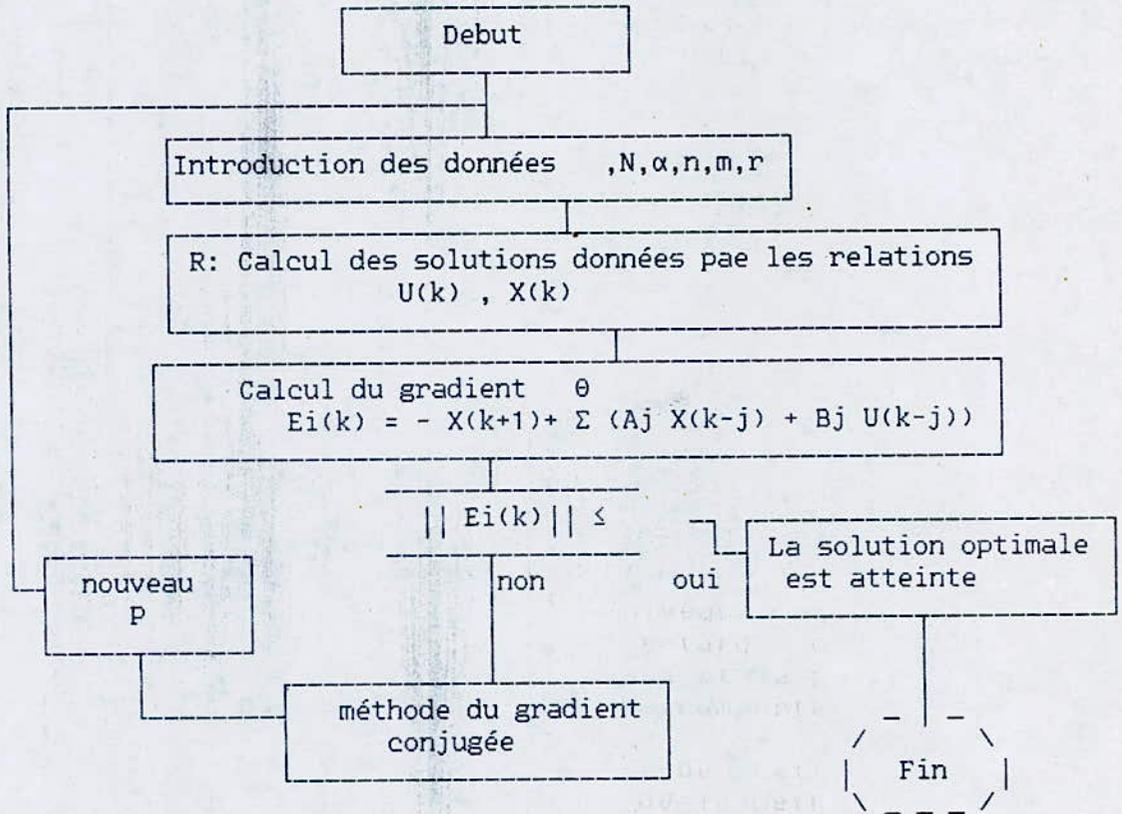 Debut
Introduction des données ,N,α,n,m,r
R: Calcul des solutions données pae les relations
U(k) , X(k)
Calcul du gradient θ
Ei(k) = - X(k+1)+ Σ (Aj X(k-j) + Bj U(k-j))
|| Ei(k)|| ≤
La solution optimale
est atteinte
non
oui
nouveau
P
méthode du gradient
conjugée
Fin